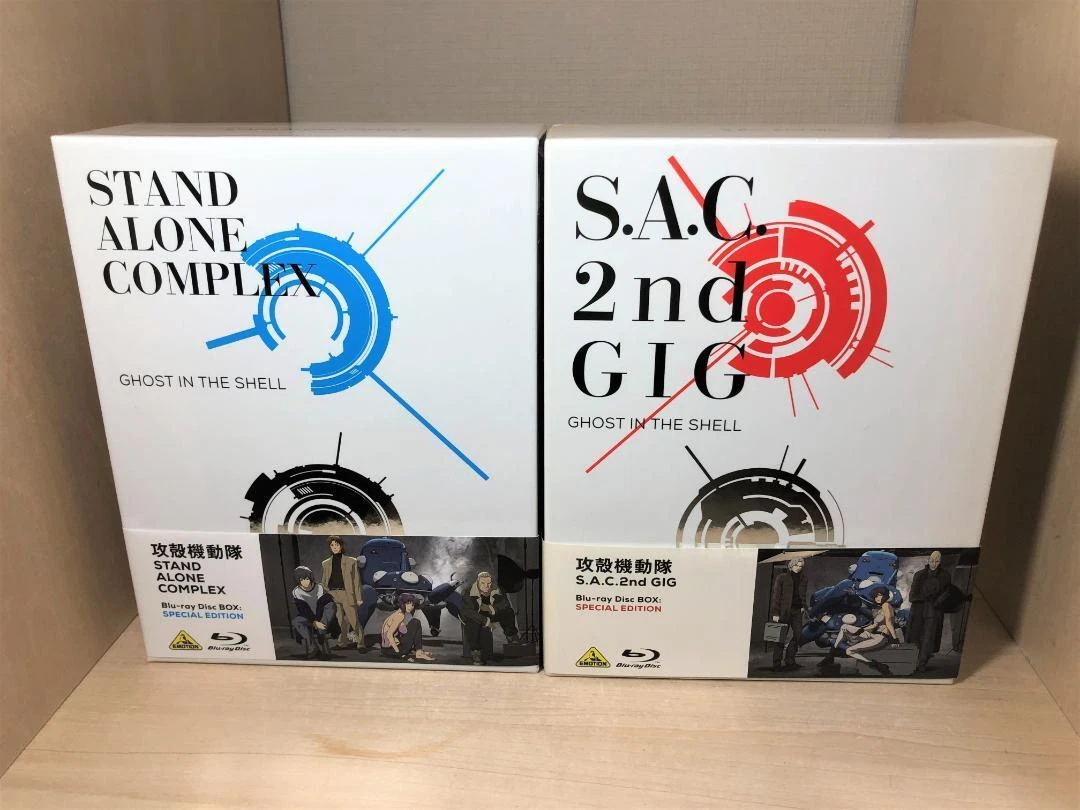 STAND
ALONE
COMPLEX
GHOST IN THE SHELL
攻殻機動隊
STAND
ALONE
COMPLEX
Blu-ray Disc BOX:
SPECIAL EDITION
EMOTION
Blu-ray Disc
S.A.C.
2nd
GIG
GHOST IN THE SHELL
攻殻機動隊
S.A.C.2nd GIG
Blu-ray Disc BOX:
SPECIAL EDITION
EMOTION
Blu-ray Disc